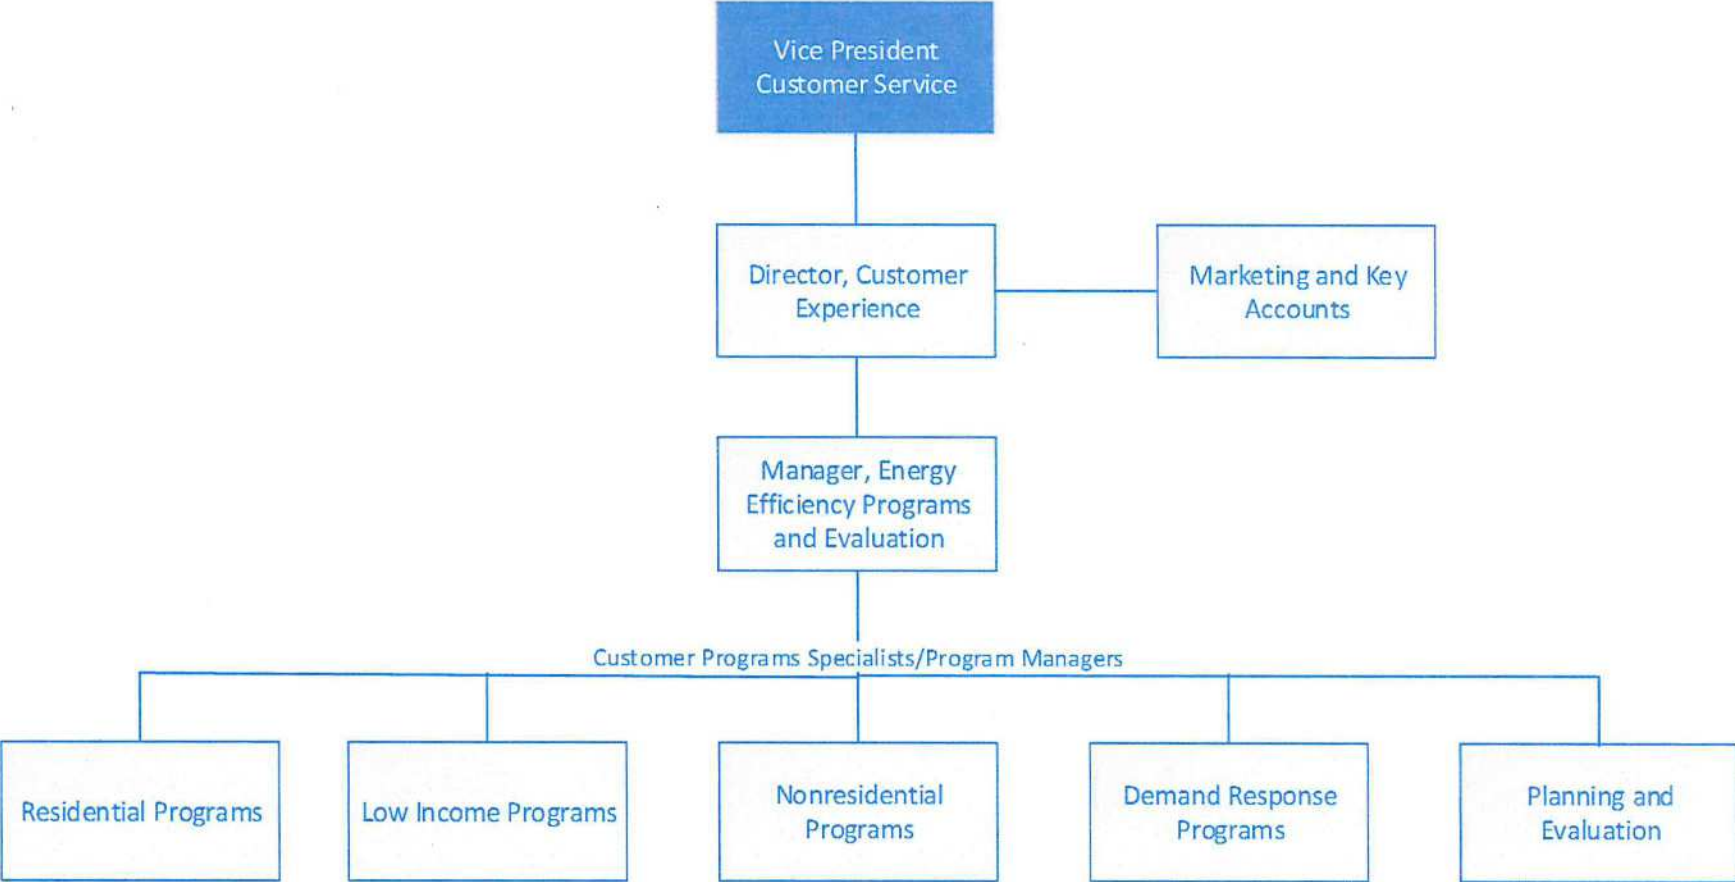 Vice President
Customer Service
Director, Customer
Experience
Marketing and Key
Accounts
Manager, Energy
Efficiency Programs
and Evaluation
Customer Programs Specialists/Program Managers
Residential Programs
Low Income Programs
Nonresidential
Programs
Demand Response
Programs
Planning and
Evaluation